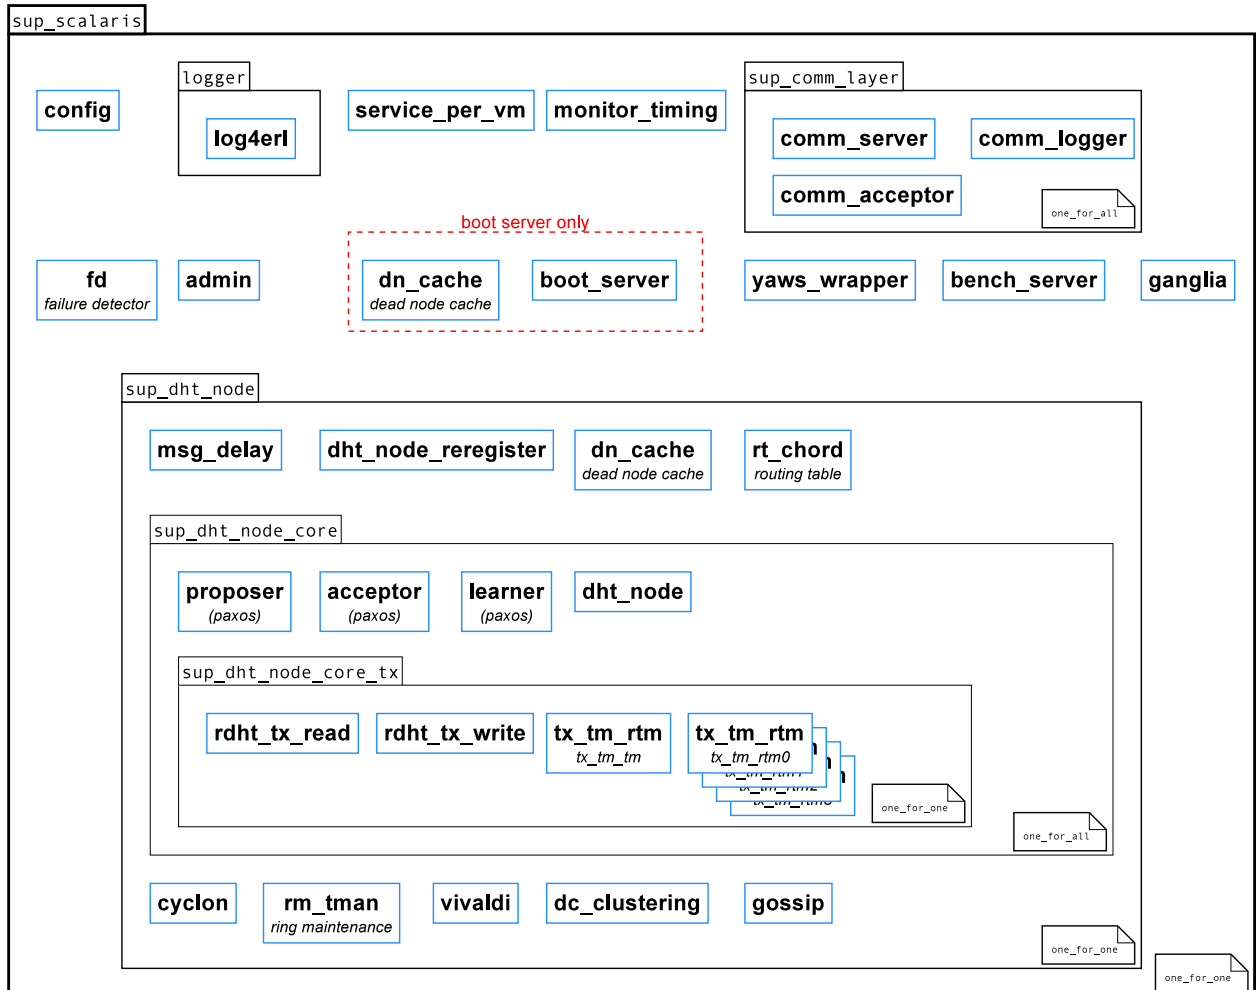 sup_scalaris
logger
sup_comm_layer
config
service_per_vm
monitor_timing
log4erl
comm_server
comm_logger
comm_acceptor
one_for_all
boot server only
fd
failure detector
admin
dn_cache
dead node cache
boot_server
yaws_wrapper
bench_server
ganglia
sup_dht_node
msg_delay
dht_node_reregister
dn_cache
dead node cache
rt_chord
routing table
sup_dht_node_core
proposer
(paxos)
acceptor
(paxos)
learner
(paxos)
dht_node
sup_dht_node_core_tx
rdht_tx_read
rdht_tx_write
tx_tm_rtm
tx_tm_tm
tx_tm_rtm
tx_tm_rtm0
one_for_one
one_for_all
cyclon
rm_tman
ring maintenance
vivaldi
dc_clustering
gossip
one_for_one
one_for_one